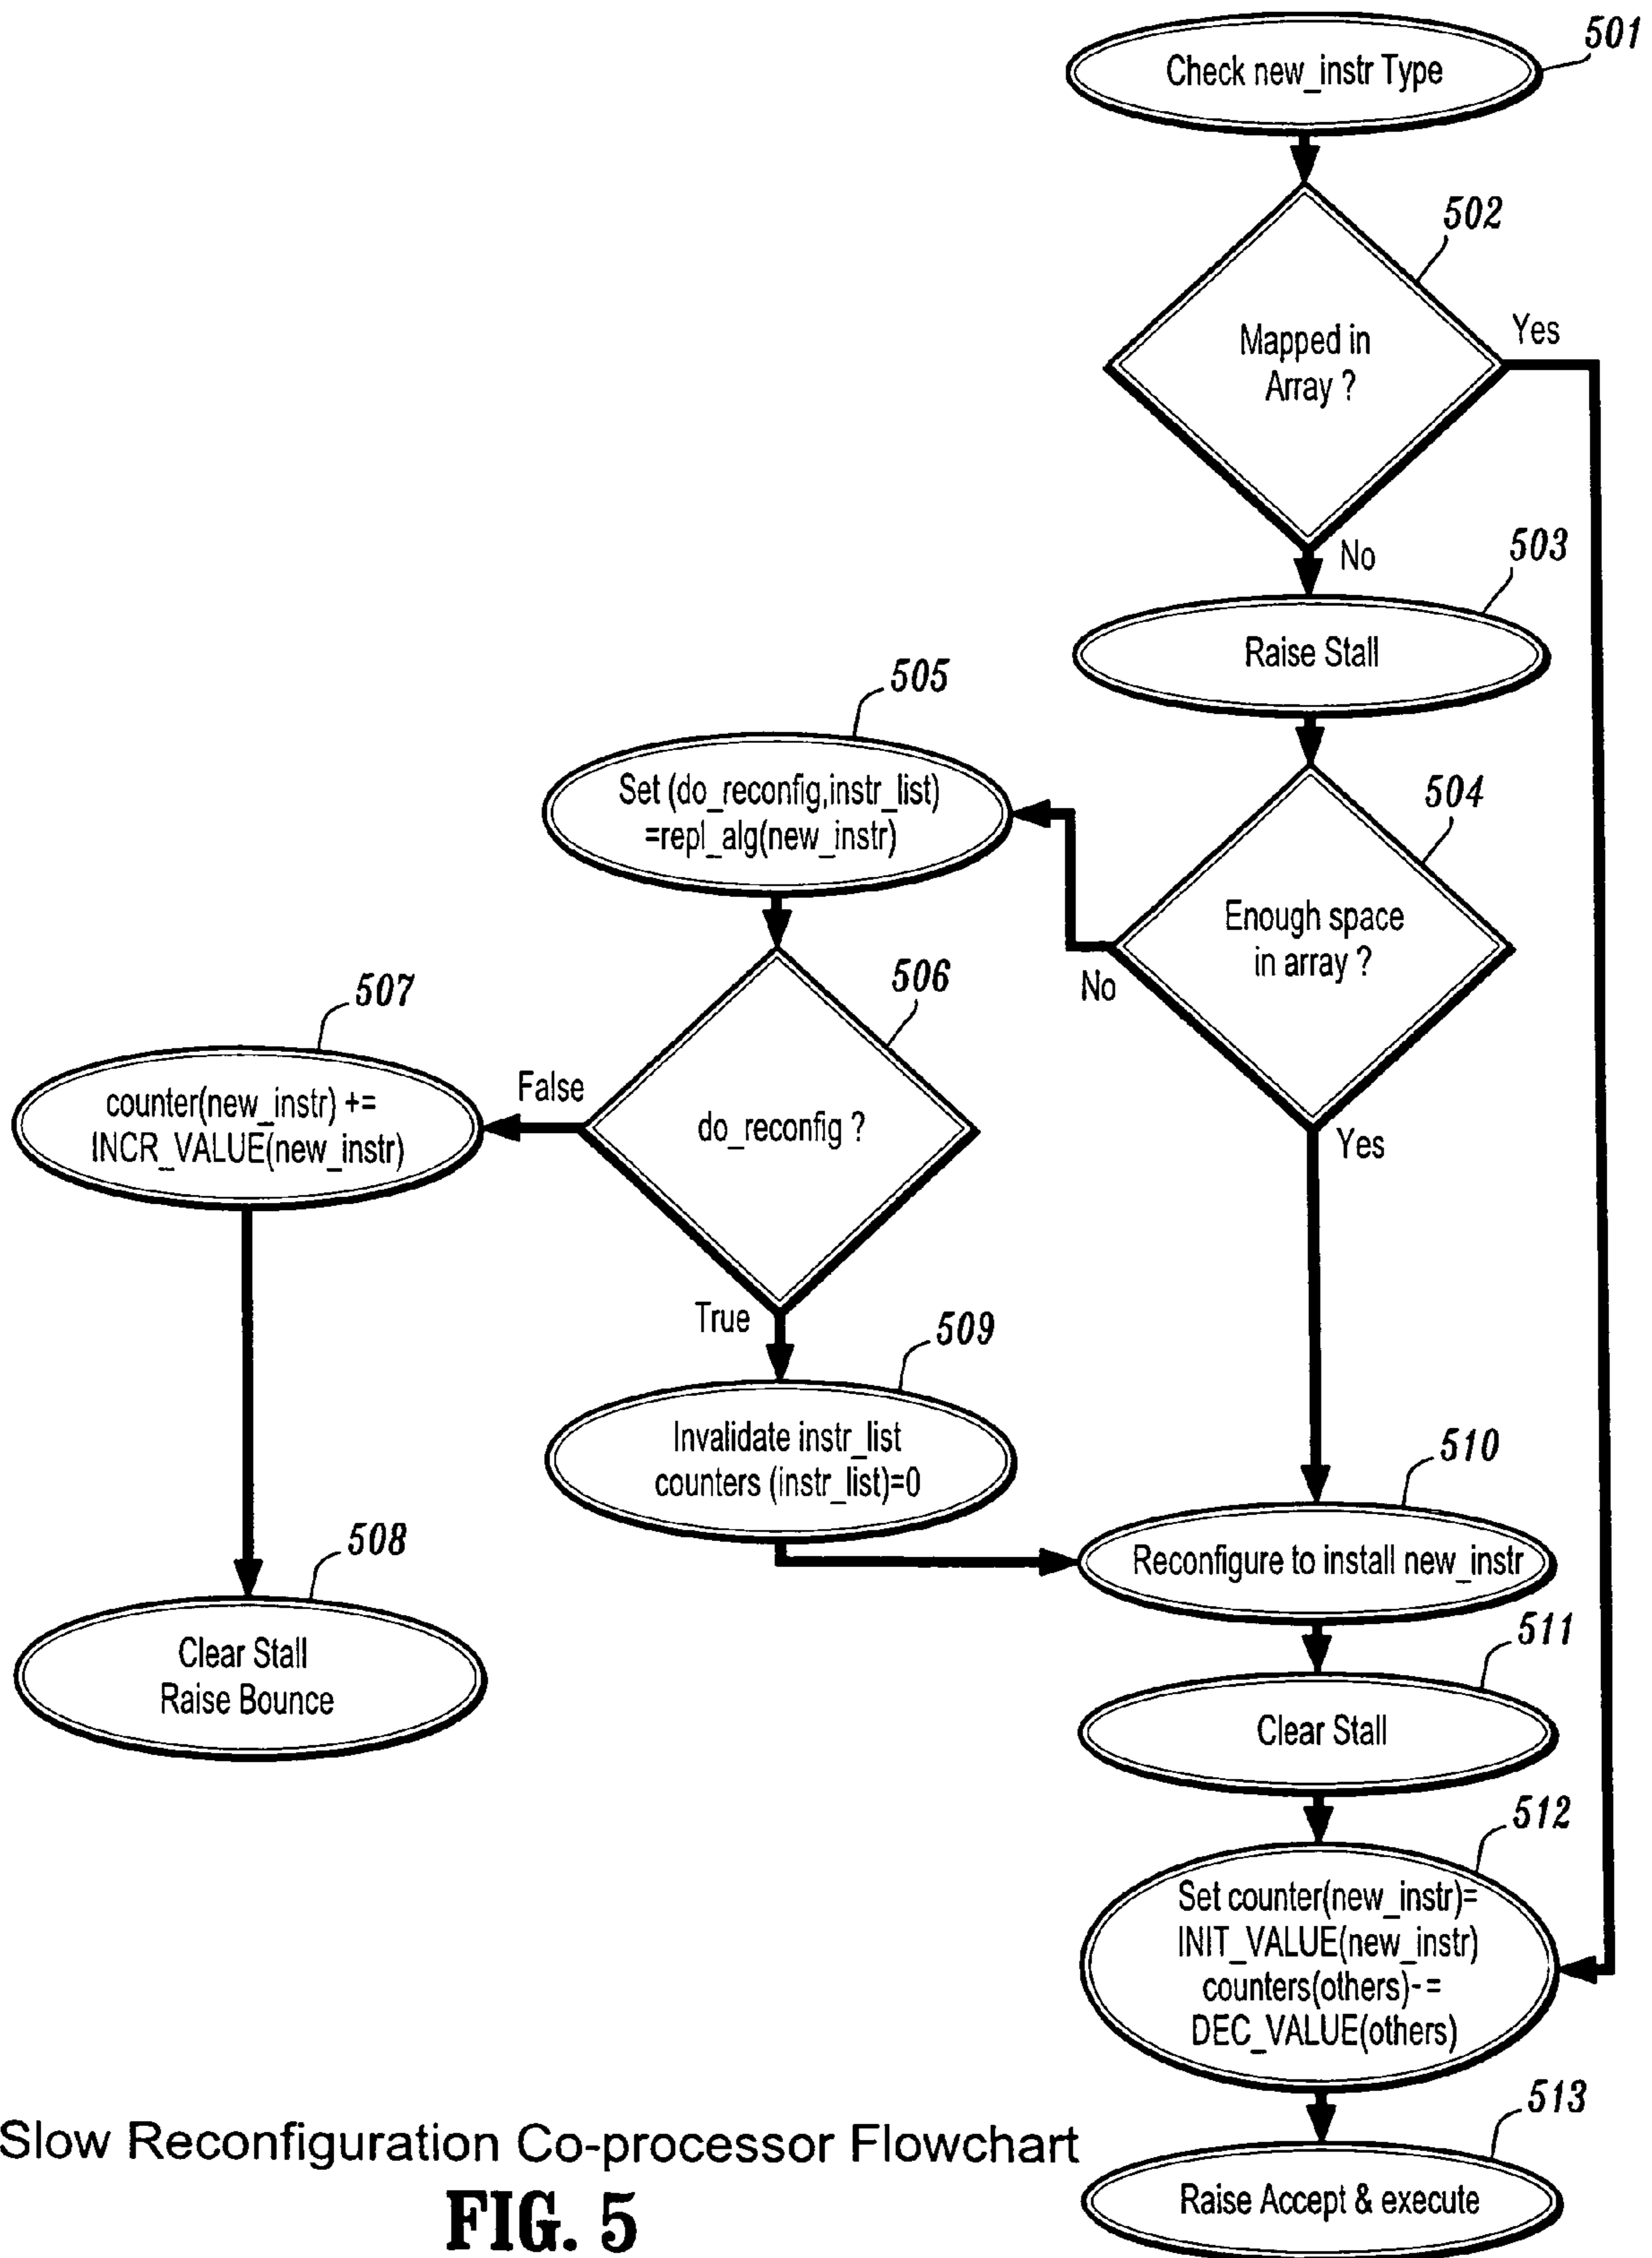 501
Check new_instr Type
502
Mapped in
Array ?
Yes
No
503
Raise Stall
504
Enough space
in array ?
No
Yes
505
Set (do_reconfig,instr_list)
=repl_alg(new_instr)
506
do_reconfig ?
False
True
507
counter(new_instr) +=
INCR_VALUE(new_instr)
508
Clear Stall
Raise Bounce
509
Invalidate instr_list
counters (instr_list)=0
510
Reconfigure to install new_instr
511
Clear Stall
512
Set counter(new_instr)=
INIT_VALUE(new_instr)
counters(others)- =
DEC_VALUE(others)
513
Raise Accept & execute
Slow Reconfiguration Co-processor Flowchart
FIG. 5